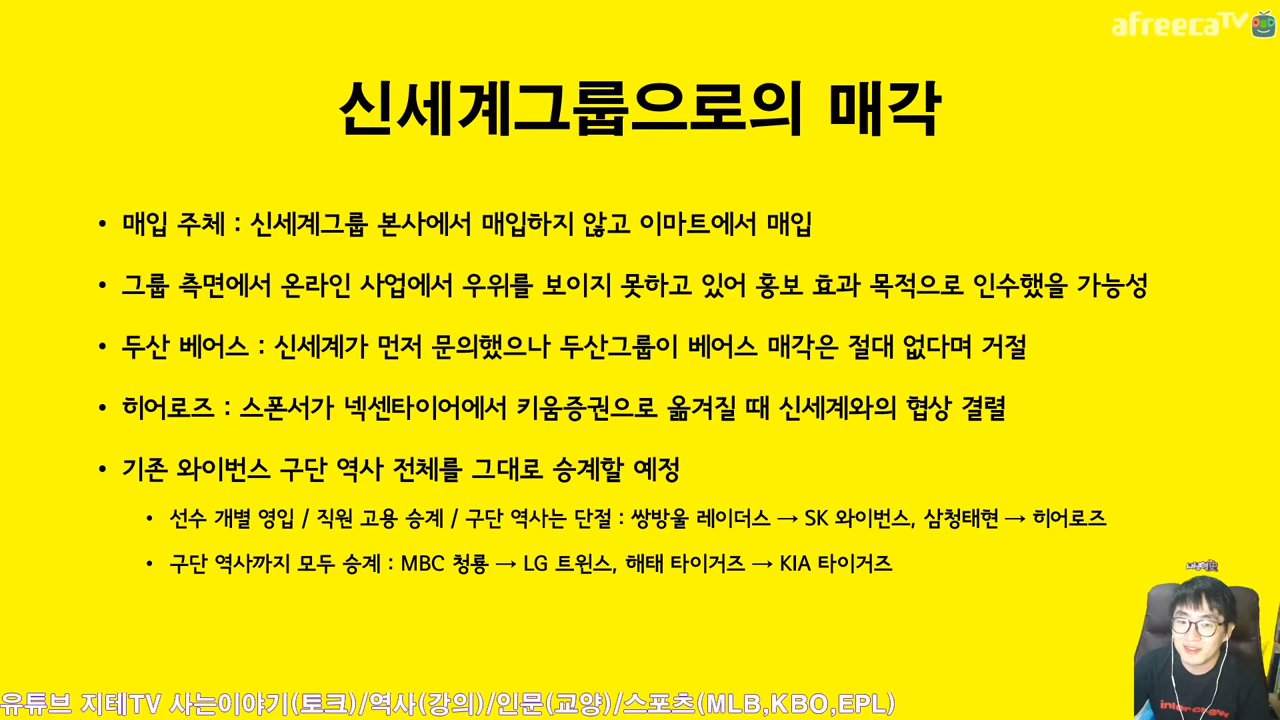 afreecaTV
신세계그룹으로의 매각
• 매입 주체 : 신세계그룹 본사에서 매입하지 않고 이마트에서 매입
• 그룹 측면에서 온라인 사업에서 우위를 보이지 못하고 있어 홍보 효과 목적으로 인수했을 가능성
• 두산 베어스 : 신세계가 먼저 문의했으나 두산그룹이 베어스 매각은 절대 없다며 거절
• 히어로즈 : 스폰서가 넥센타이어에서 키움증권으로 옮겨질 때 신세계와의 협상 결렬
• 기존 와이번스 구단 역사 전체를 그대로 승계할 예정
• 선수 개별 영입 / 직원 고용 승계 / 구단 역사는 단절 : 쌍방울 레이더스 → SK 와이번스, 삼청태현 → 히어로즈
• 구단 역사까지 모두 승계 : MBC 청룡 → LG 트윈스, 해태 타이거즈 → KIA 타이거즈
유튜브 지테TV 사는이야기(토크)/역사(강의)/인문(교양)/스포츠(MLB,KBO,EPL)